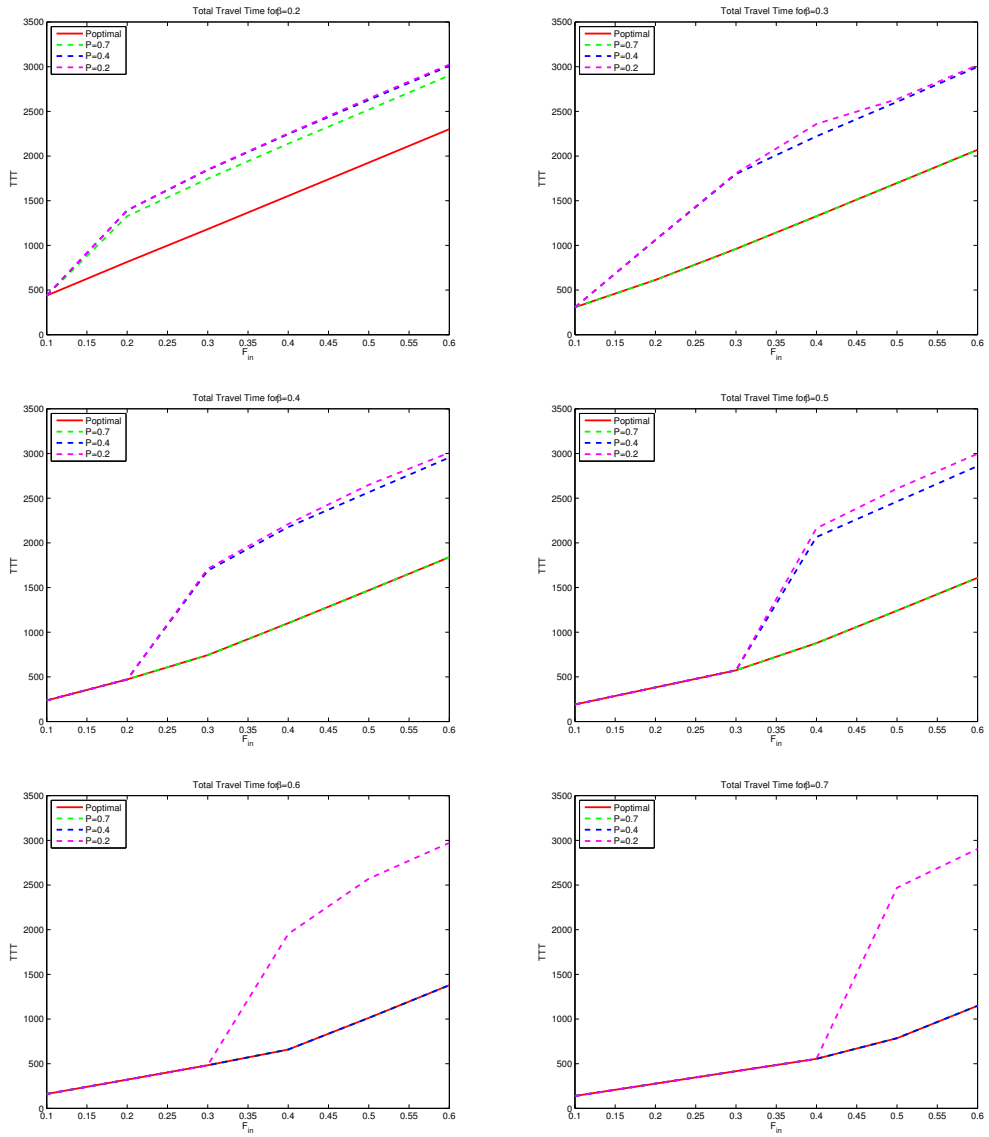 Total Travel Time forβ=0.2
Poptimal
P=0.7
P=0.4
P=0.2
TTT
3500
3000
2500
2000
1500
1000
500
0
0.1 0.15 0.2 0.25 0.3 0.35 0.4 0.45 0.5 0.55 0.6
F_in
Total Travel Time forβ=0.3
Poptimal
P=0.7
P=0.4
P=0.2
TTT
3500
3000
2500
2000
1500
1000
500
0
0.1 0.15 0.2 0.25 0.3 0.35 0.4 0.45 0.5 0.55 0.6
F_in
Total Travel Time forβ=0.4
Poptimal
P=0.7
P=0.4
P=0.2
TTT
3500
3000
2500
2000
1500
1000
500
0
0.1 0.15 0.2 0.25 0.3 0.35 0.4 0.45 0.5 0.55 0.6
F_in
Total Travel Time forβ=0.5
Poptimal
P=0.7
P=0.4
P=0.2
TTT
3500
3000
2500
2000
1500
1000
500
0
0.1 0.15 0.2 0.25 0.3 0.35 0.4 0.45 0.5 0.55 0.6
F_in
Total Travel Time forβ=0.6
Poptimal
P=0.7
P=0.4
P=0.2
TTT
3500
3000
2500
2000
1500
1000
500
0
0.1 0.15 0.2 0.25 0.3 0.35 0.4 0.45 0.5 0.55 0.6
F_in
Total Travel Time forβ=0.7
Poptimal
P=0.7
P=0.4
P=0.2
TTT
3500
3000
2500
2000
1500
1000
500
0
0.1 0.15 0.2 0.25 0.3 0.35 0.4 0.45 0.5 0.55 0.6
F_in